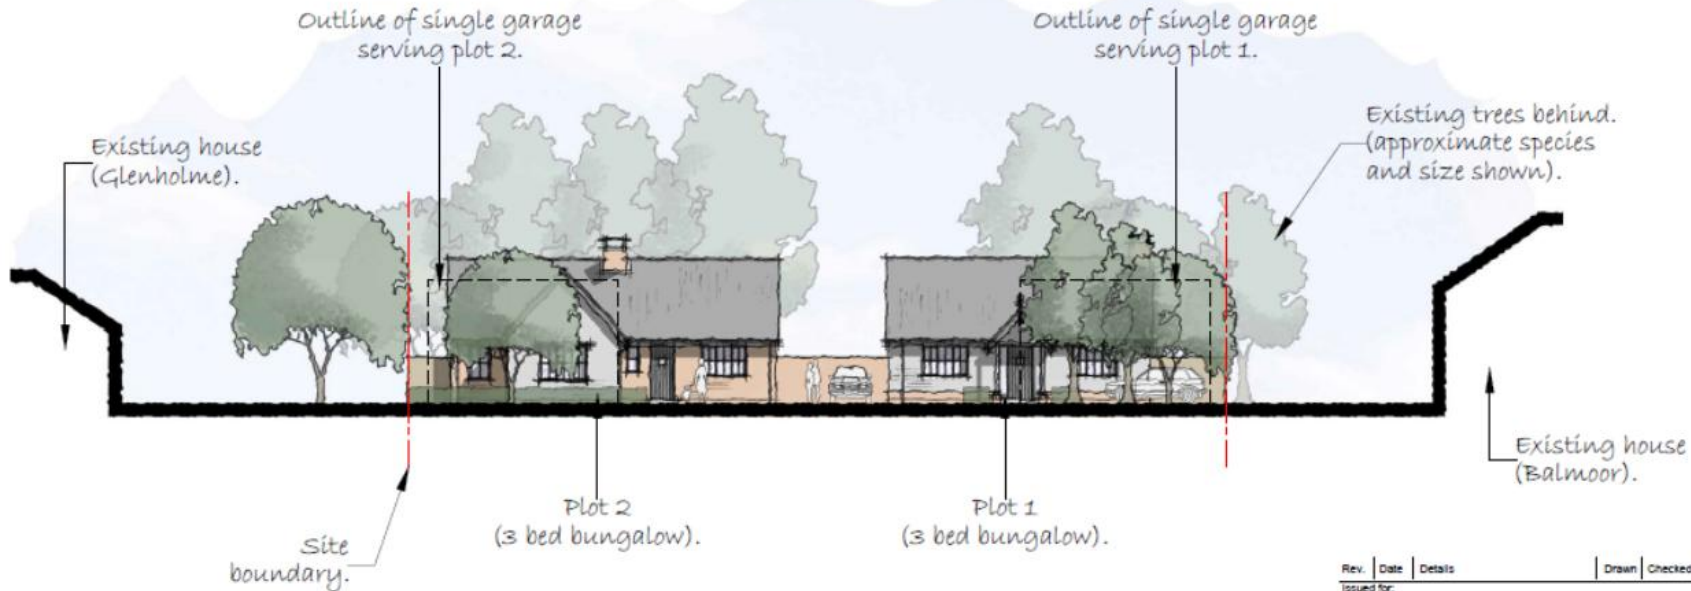 Outline of single garage
serving plot 2.
Outline of single garage
serving plot 1.
Existing house
(Glenholme).
Existing trees behind.
(approximate species
and size shown).
Existing house
(Balmoor).
Plot 2
(3 bed bungalow).
Plot 1
(3 bed bungalow).
Site
boundary.
Rev. Date Details Drawn Checked
Issued for: